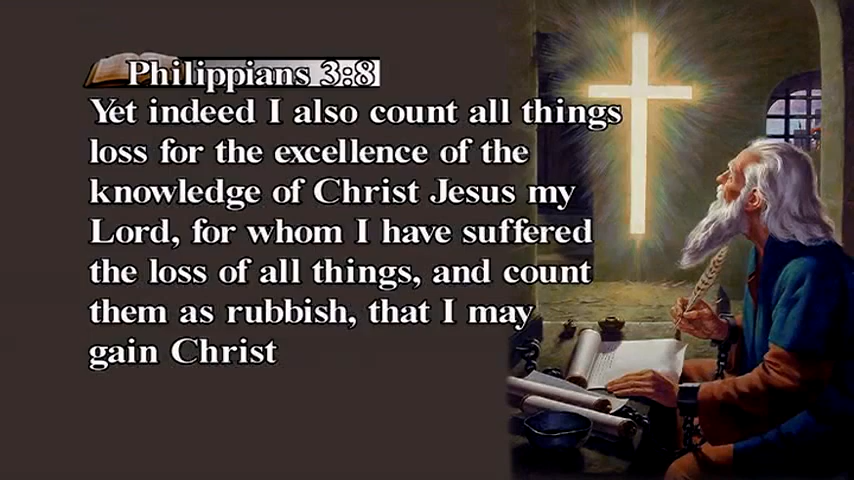 Philippians 3:8
Yet indeed I also count all things
loss for the excellence of the
knowledge of Christ Jesus my
Lord, for whom I have suffered
the loss of all things, and count
them as rubbish, that I may
gain Christ